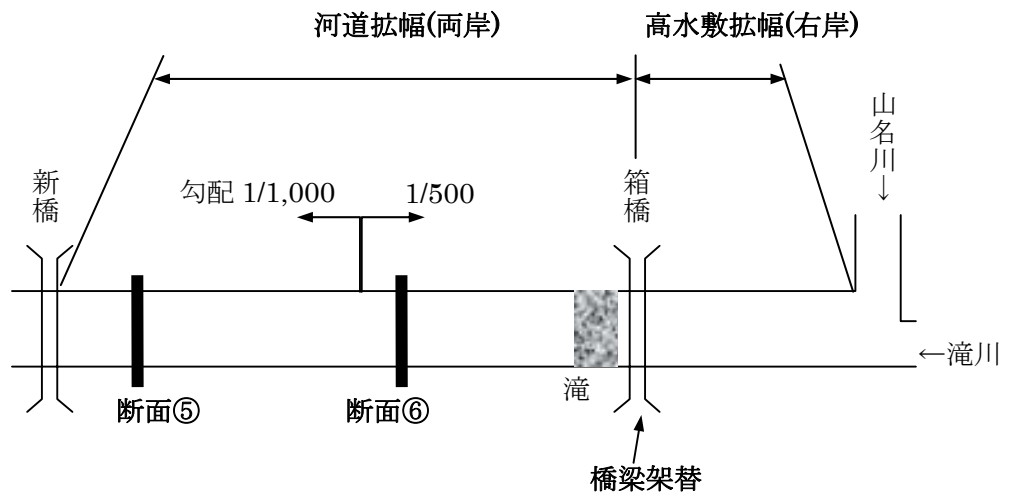 河道拡幅(両岸)
高水敷拡幅(右岸)
山名川↓
新橋
勾配 1/1,000
1/500
箱橋
←滝川
滝
断面⑤
断面⑥
橋梁架替